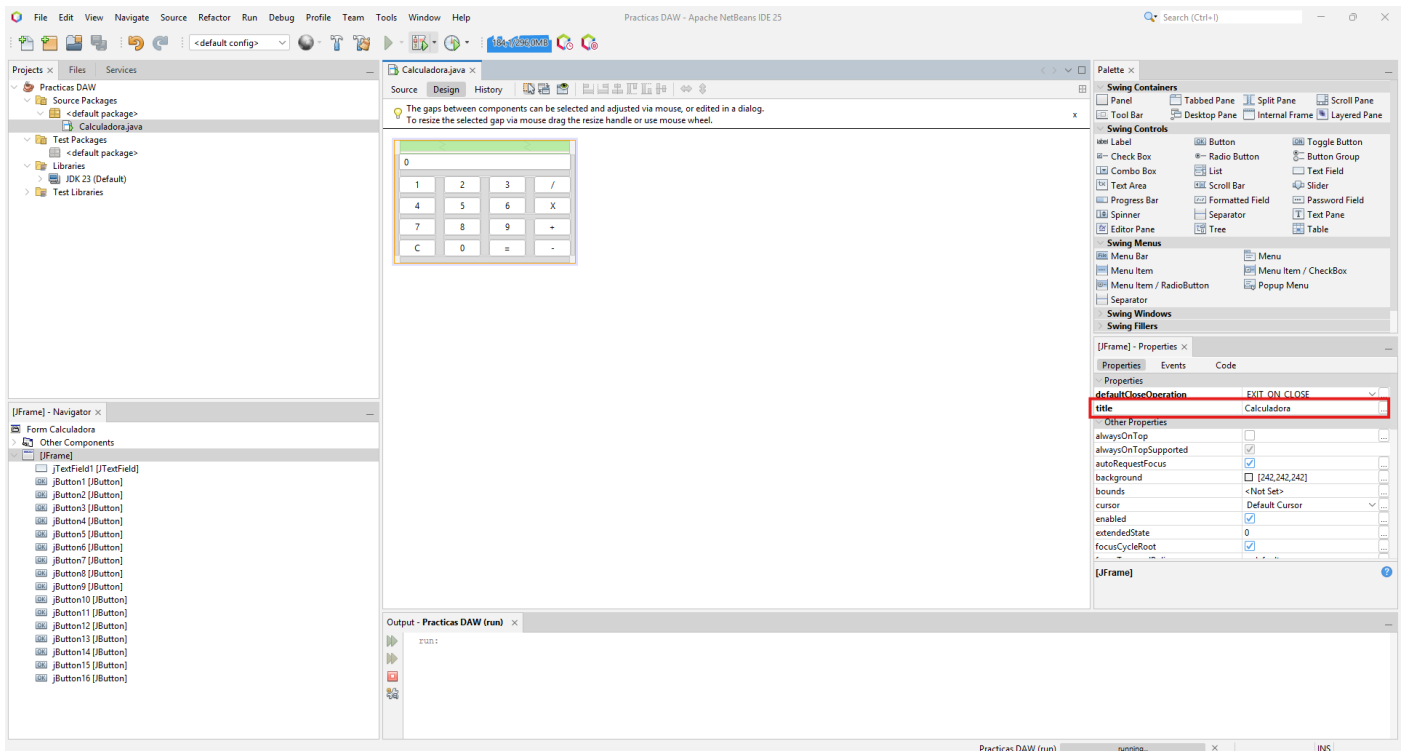 File Edit View Navigate Source Refactor Run Debug Profile Team Tools Window Help
Practicas DAW - Apache NetBeans IDE 25
Search (Ctrl+I)
<default config>
Projects
Files
Services
Practicas DAW
Source Packages
<default package>
Calculadora.java
Test Packages
<default package>
Libraries
JDK 23 (Default)
Test Libraries
[JFrame] - Navigator
Form Calculadora
Other Components
[JFrame]
jTextField1 [JTextField]
jButton1 [JButton]
jButton2 [JButton]
jButton3 [JButton]
jButton4 [JButton]
jButton5 [JButton]
jButton6 [JButton]
jButton7 [JButton]
jButton8 [JButton]
jButton9 [JButton]
jButton10 [JButton]
jButton11 [JButton]
jButton12 [JButton]
jButton13 [JButton]
jButton14 [JButton]
jButton15 [JButton]
jButton16 [JButton]
Calculadora.java
Source Design History
The gaps between components can be selected and adjusted via mouse, or edited in a dialog.
To resize the selected gap via mouse drag the resize handle or use mouse wheel.
0
1 2 3 /
4 5 6 X
7 8 9 +
C 0 = -
Output - Practicas DAW (run)
run:
Palette
Swing Containers
Panel Tabbed Pane Split Pane Scroll Pane
Tool Bar Desktop Pane Internal Frame Layered Pane
Swing Controls
Label Button Toggle Button
Check Box Radio Button Button Group
Combo Box List Text Field
Text Area Scroll Bar Slider
Progress Bar Formatted Field Password Field
Spinner Separator Text Pane
Editor Pane Tree Table
Swing Menus
Menu Bar Menu
Menu Item Menu Item / CheckBox
Menu Item / RadioButton Popup Menu
Separator
Swing Windows
Swing Fillers
[JFrame] - Properties
Properties Events Code
Properties
defaultCloseOperation EXIT_ON_CLOSE
title Calculadora
Other Properties
alwaysOnTop
alwaysOnTopSupported
autoRequestFocus
background [242,242,242]
bounds <Not Set>
cursor Default Cursor
enabled
extendedState 0
focusCycleRoot
[JFrame]
Practicas DAW (run)
running...
INS